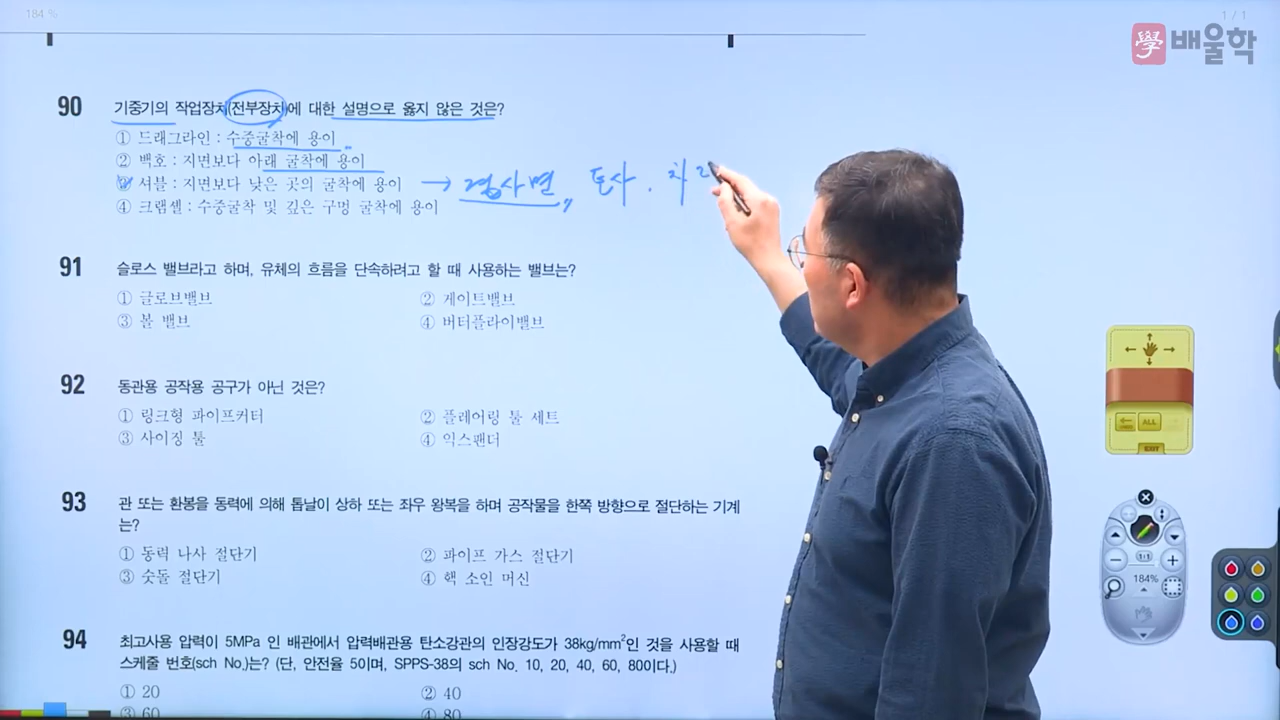 184 %
1 / 1
學 배울학
90 기중기의 작업장치(전부장치)에 대한 설명으로 옳지 않은 것은?
① 드래그라인 : 수중굴착에 용이
② 백호 : 지면보다 아래 굴착에 용이
③ 셔블 : 지면보다 낮은 곳의 굴착에 용이 → 경사면, 토사. 차
④ 크램셸 : 수중굴착 및 깊은 구멍 굴착에 용이
91 슬로스 밸브라고 하며, 유체의 흐름을 단속하려고 할 때 사용하는 밸브는?
① 글로브밸브 ② 게이트밸브
③ 볼 밸브 ④ 버터플라이밸브
92 동관용 공작용 공구가 아닌 것은?
① 링크형 파이프커터 ② 플레어링 툴 세트
③ 사이징 툴 ④ 익스팬더
93 관 또는 환봉을 동력에 의해 톱날이 상하 또는 좌우 왕복을 하며 공작물을 한쪽 방향으로 절단하는 기계
는?
① 동력 나사 절단기 ② 파이프 가스 절단기
③ 숫돌 절단기 ④ 핵 소인 머신
94 최고사용 압력이 5MPa 인 배관에서 압력배관용 탄소강관의 인장강도가 38kg/mm²인 것을 사용할 때
스케줄 번호(sch No.)는? (단, 안전율 5이며, SPPS-38의 sch No. 10, 20, 40, 60, 80이다.)
① 20 ② 40
③ 60 ④ 80
ALL
EXIT
1:1
184%